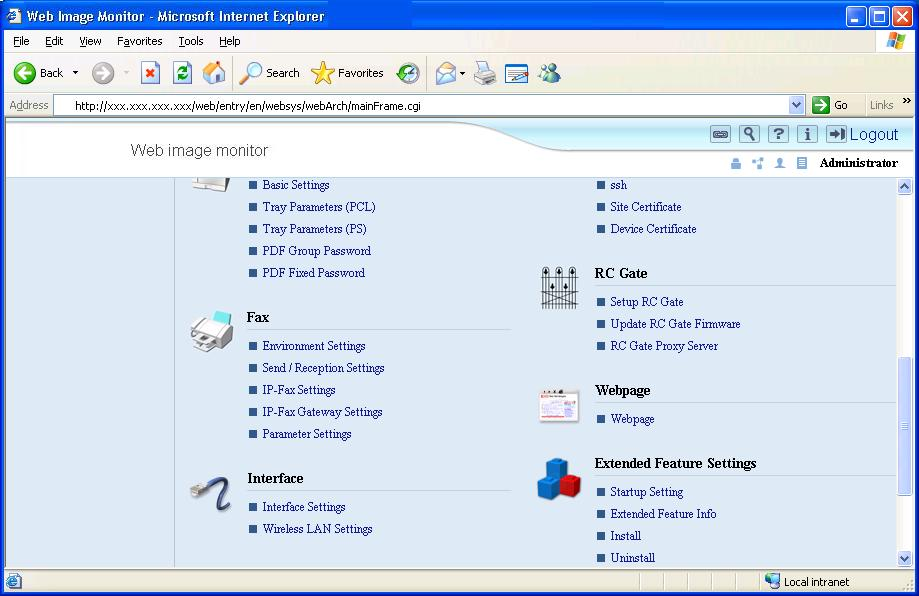 Web Image Monitor - Microsoft Internet Explorer
File Edit View Favorites Tools Help
Back Search Favorites
Address http://xxx.xxx.xxx.xxx/web/entry/en/websys/webArch/mainFrame.cgi Go Links »
? i Logout
Web image monitor
Administrator
Basic Settings
Tray Parameters (PCL)
Tray Parameters (PS)
PDF Group Password
PDF Fixed Password
Fax
Environment Settings
Send / Reception Settings
IP-Fax Settings
IP-Fax Gateway Settings
Parameter Settings
Interface
Interface Settings
Wireless LAN Settings
ssh
Site Certificate
Device Certificate
RC Gate
Setup RC Gate
Update RC Gate Firmware
RC Gate Proxy Server
Webpage
Webpage
Extended Feature Settings
Startup Setting
Extended Feature Info
Install
Uninstall
Local intranet